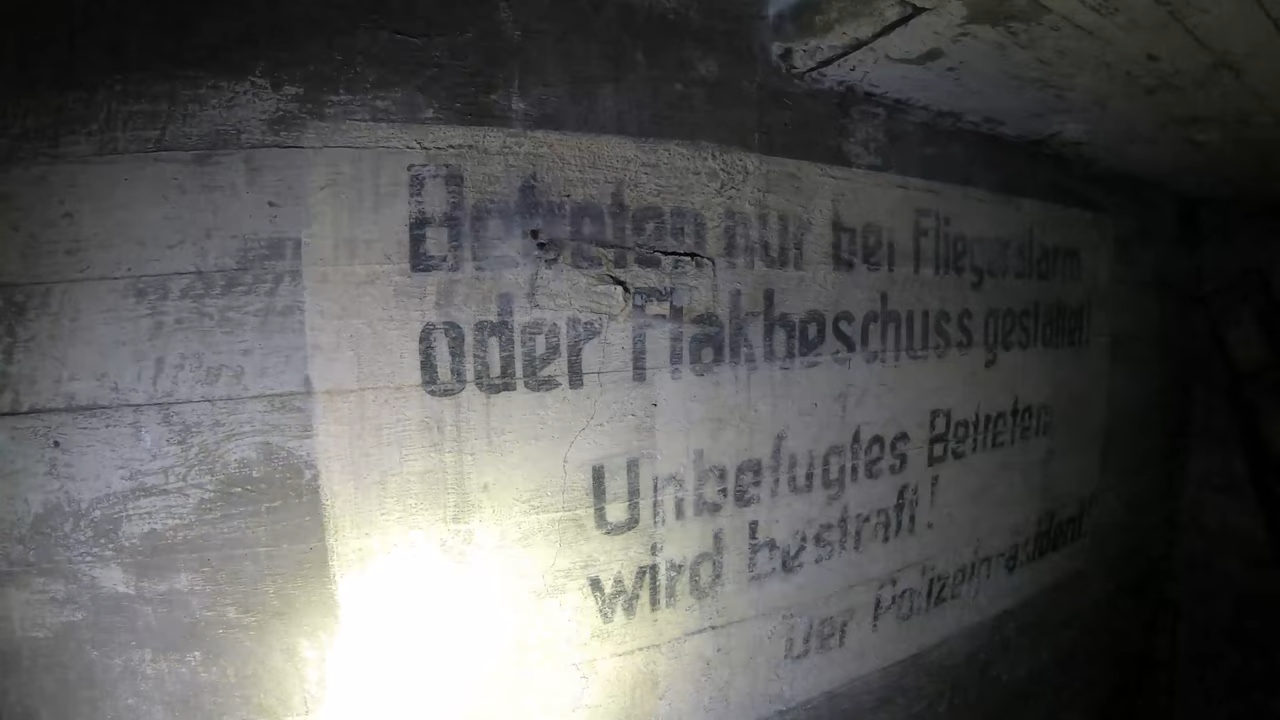 Betreten nur bei Fliegeralarm
oder Flakbeschuss gestattet!
Unbefugtes Betreten
wird bestraft!
Der Polizeipräsident!